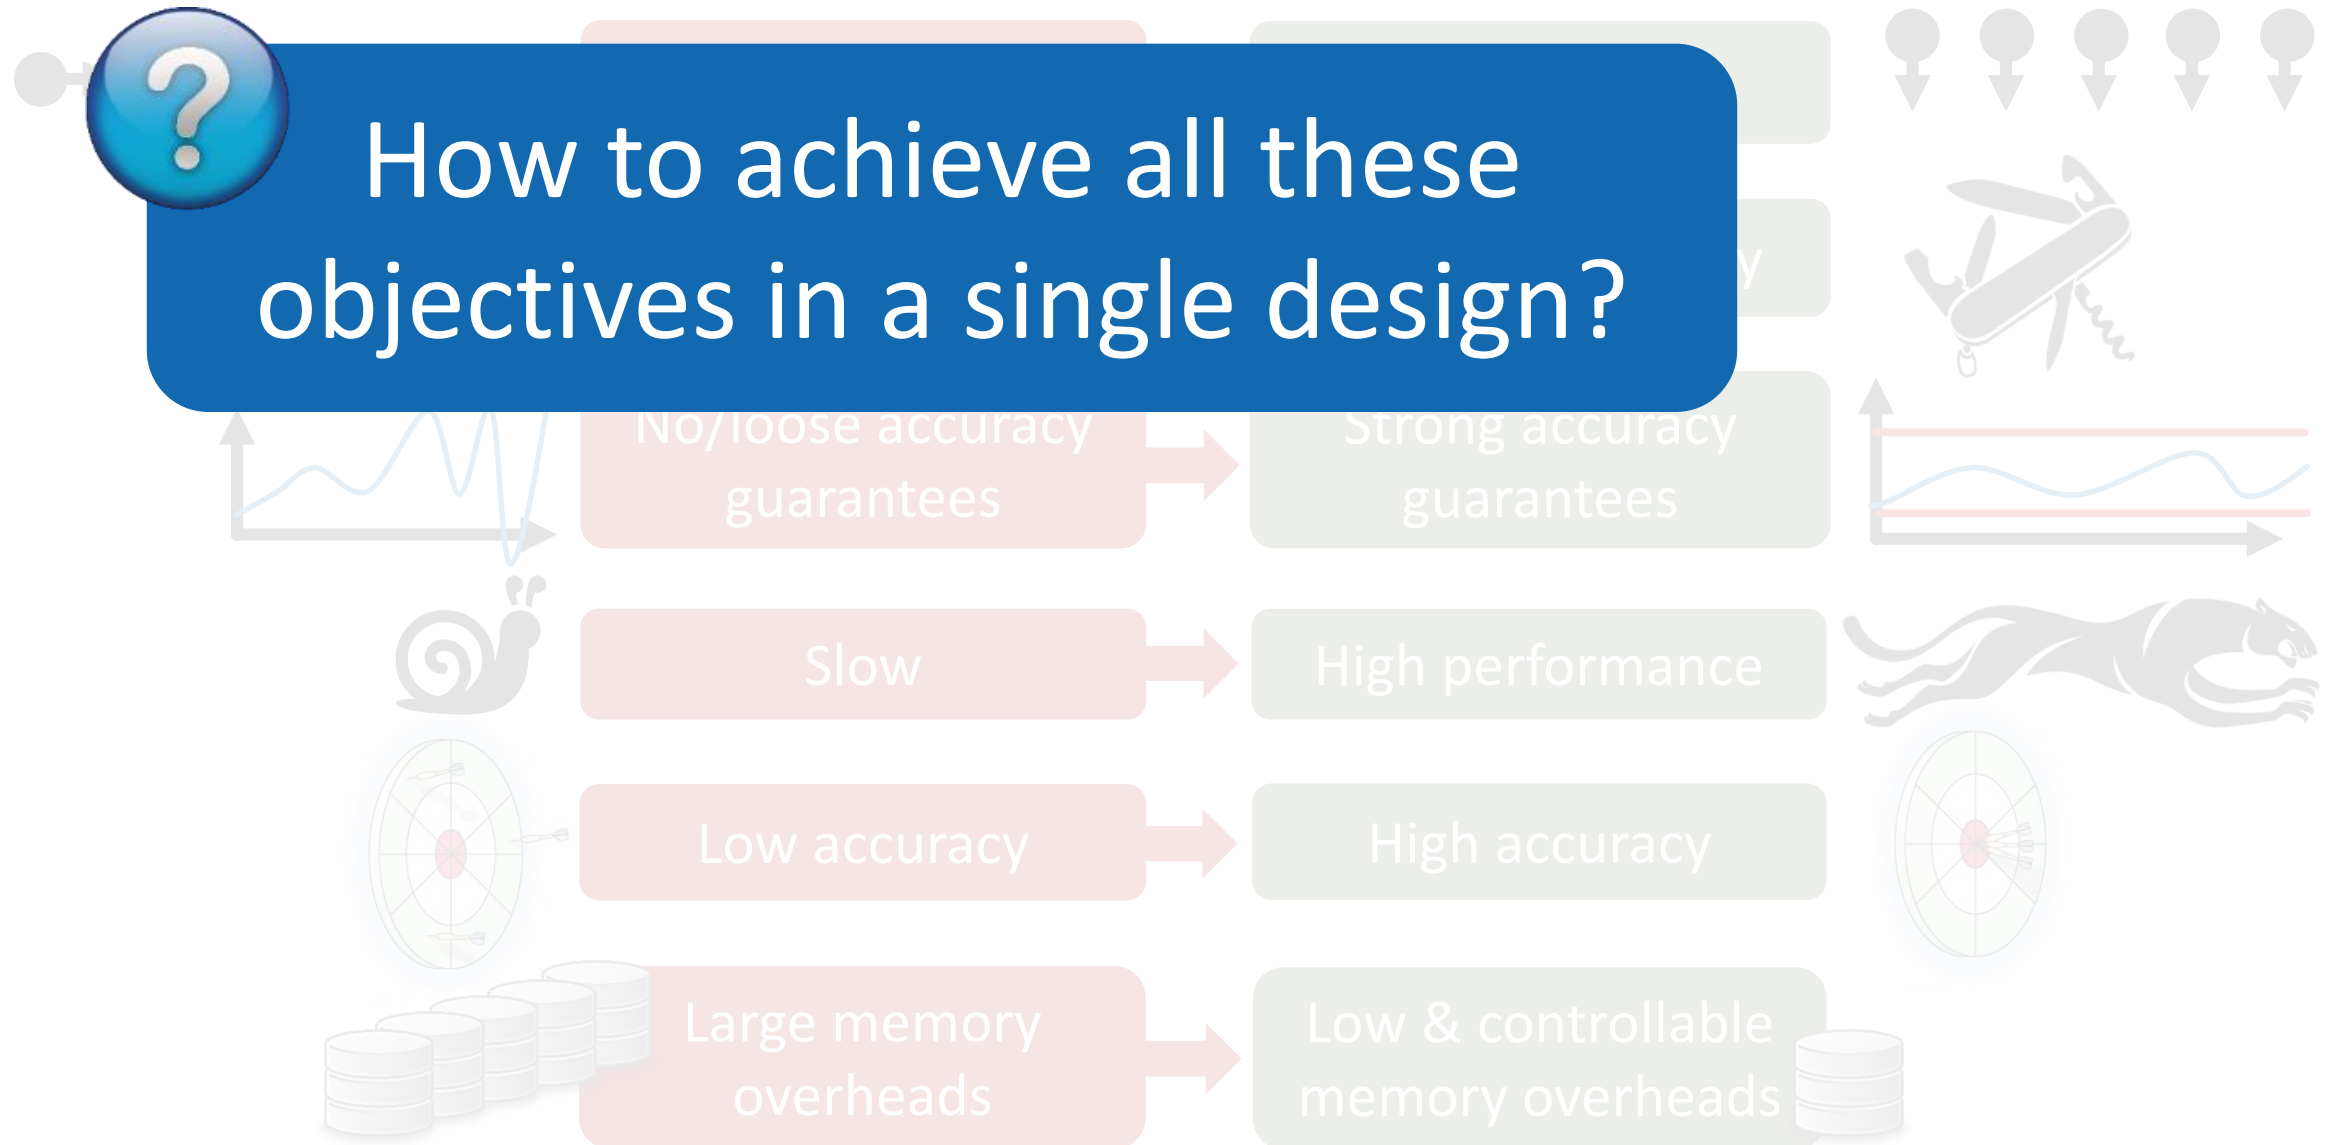 ?
How to achieve all these
objectives in a single design?
y
No/loose accuracy
guarantees
Strong accuracy
guarantees
Slow
High performance
Low accuracy
High accuracy
Large memory
overheads
Low & controllable
memory overheads